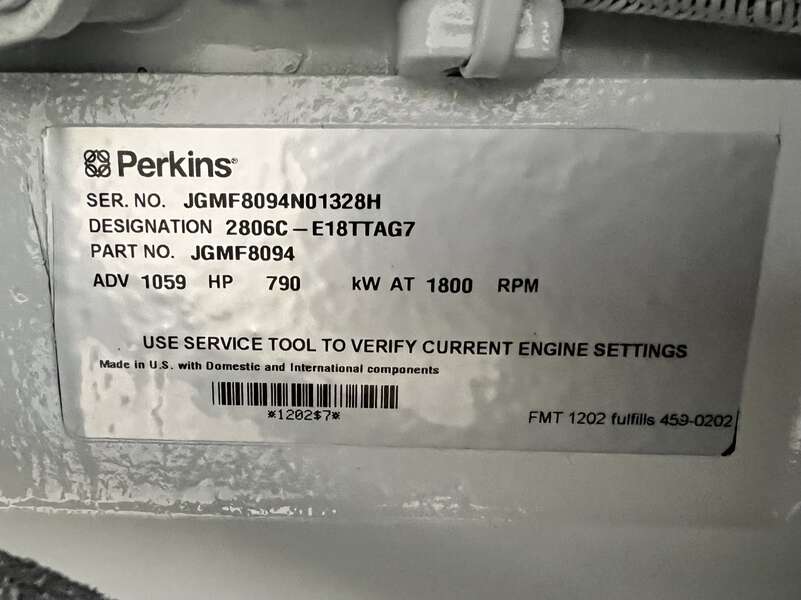 Perkins®
SER. NO. JGMF8094N01328H
DESIGNATION 2806C-E18TTAG7
PART NO. JGMF8094
ADV 1059 HP 790 kW AT 1800 RPM
USE SERVICE TOOL TO VERIFY CURRENT ENGINE SETTINGS
Made in U.S. with Domestic and International components
*1202$7*
FMT 1202 fulfills 459-0202